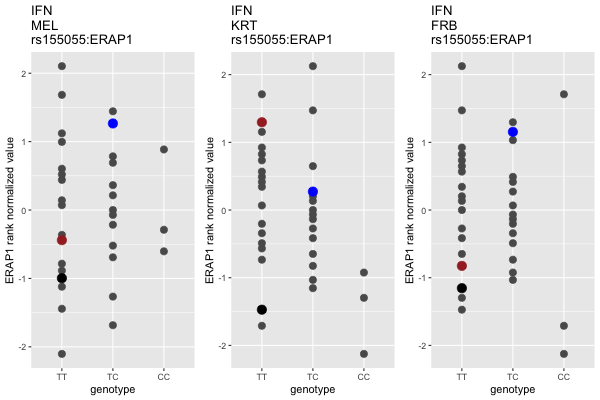 IFN
MEL
rs155055:ERAP1
ERAP1 rank normalized value
2
1
0
-1
-2
TT
TC
CC
genotype
IFN
KRT
rs155055:ERAP1
ERAP1 rank normalized value
2
1
0
-1
-2
TT
TC
CC
genotype
IFN
FRB
rs155055:ERAP1
ERAP1 rank normalized value
2
1
0
-1
-2
TT
TC
CC
genotype